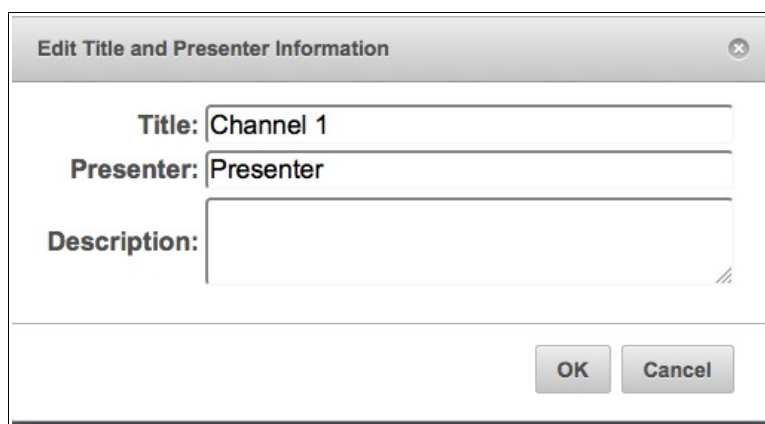 Edit Title and Presenter Information
Title: Channel 1
Presenter: Presenter
Description:
OK Cancel